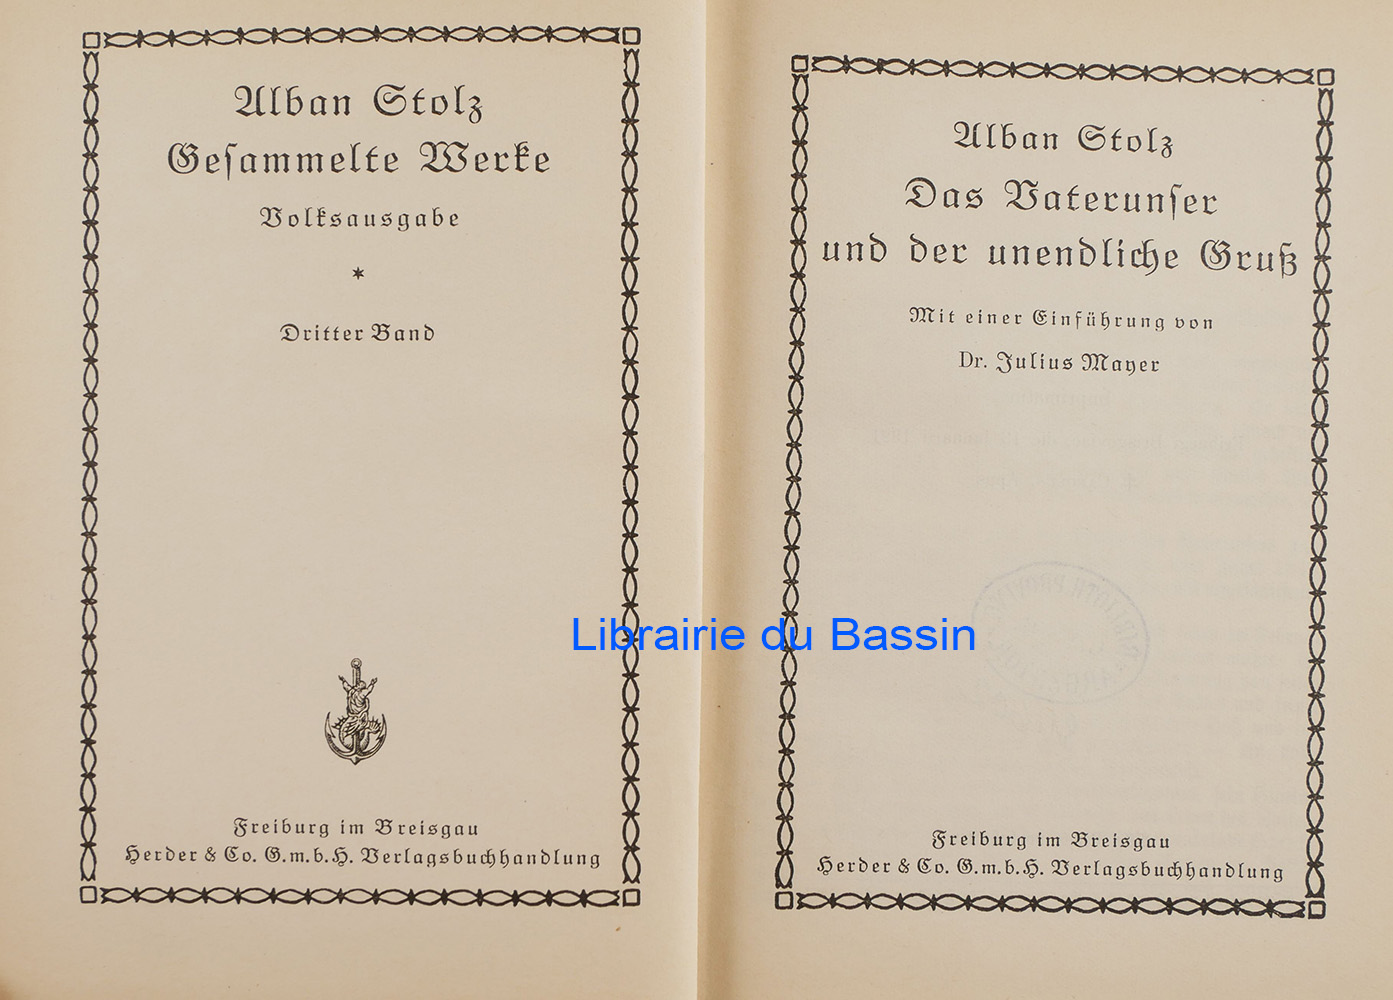 Alban Stolz
Geſammelte Werke
Volksausgabe
*
Dritter Band
Freiburg im Breisgau
Herder & Co. G.m.b.H. Verlagsbuchhandlung
Alban Stolz
Das Vaterunſer
und der unendliche Gruß
Mit einer Einführung von
Dr. Julius Mayer
Freiburg im Breisgau
Herder & Co. G.m.b.H. Verlagsbuchhandlung
Librairie du Bassin